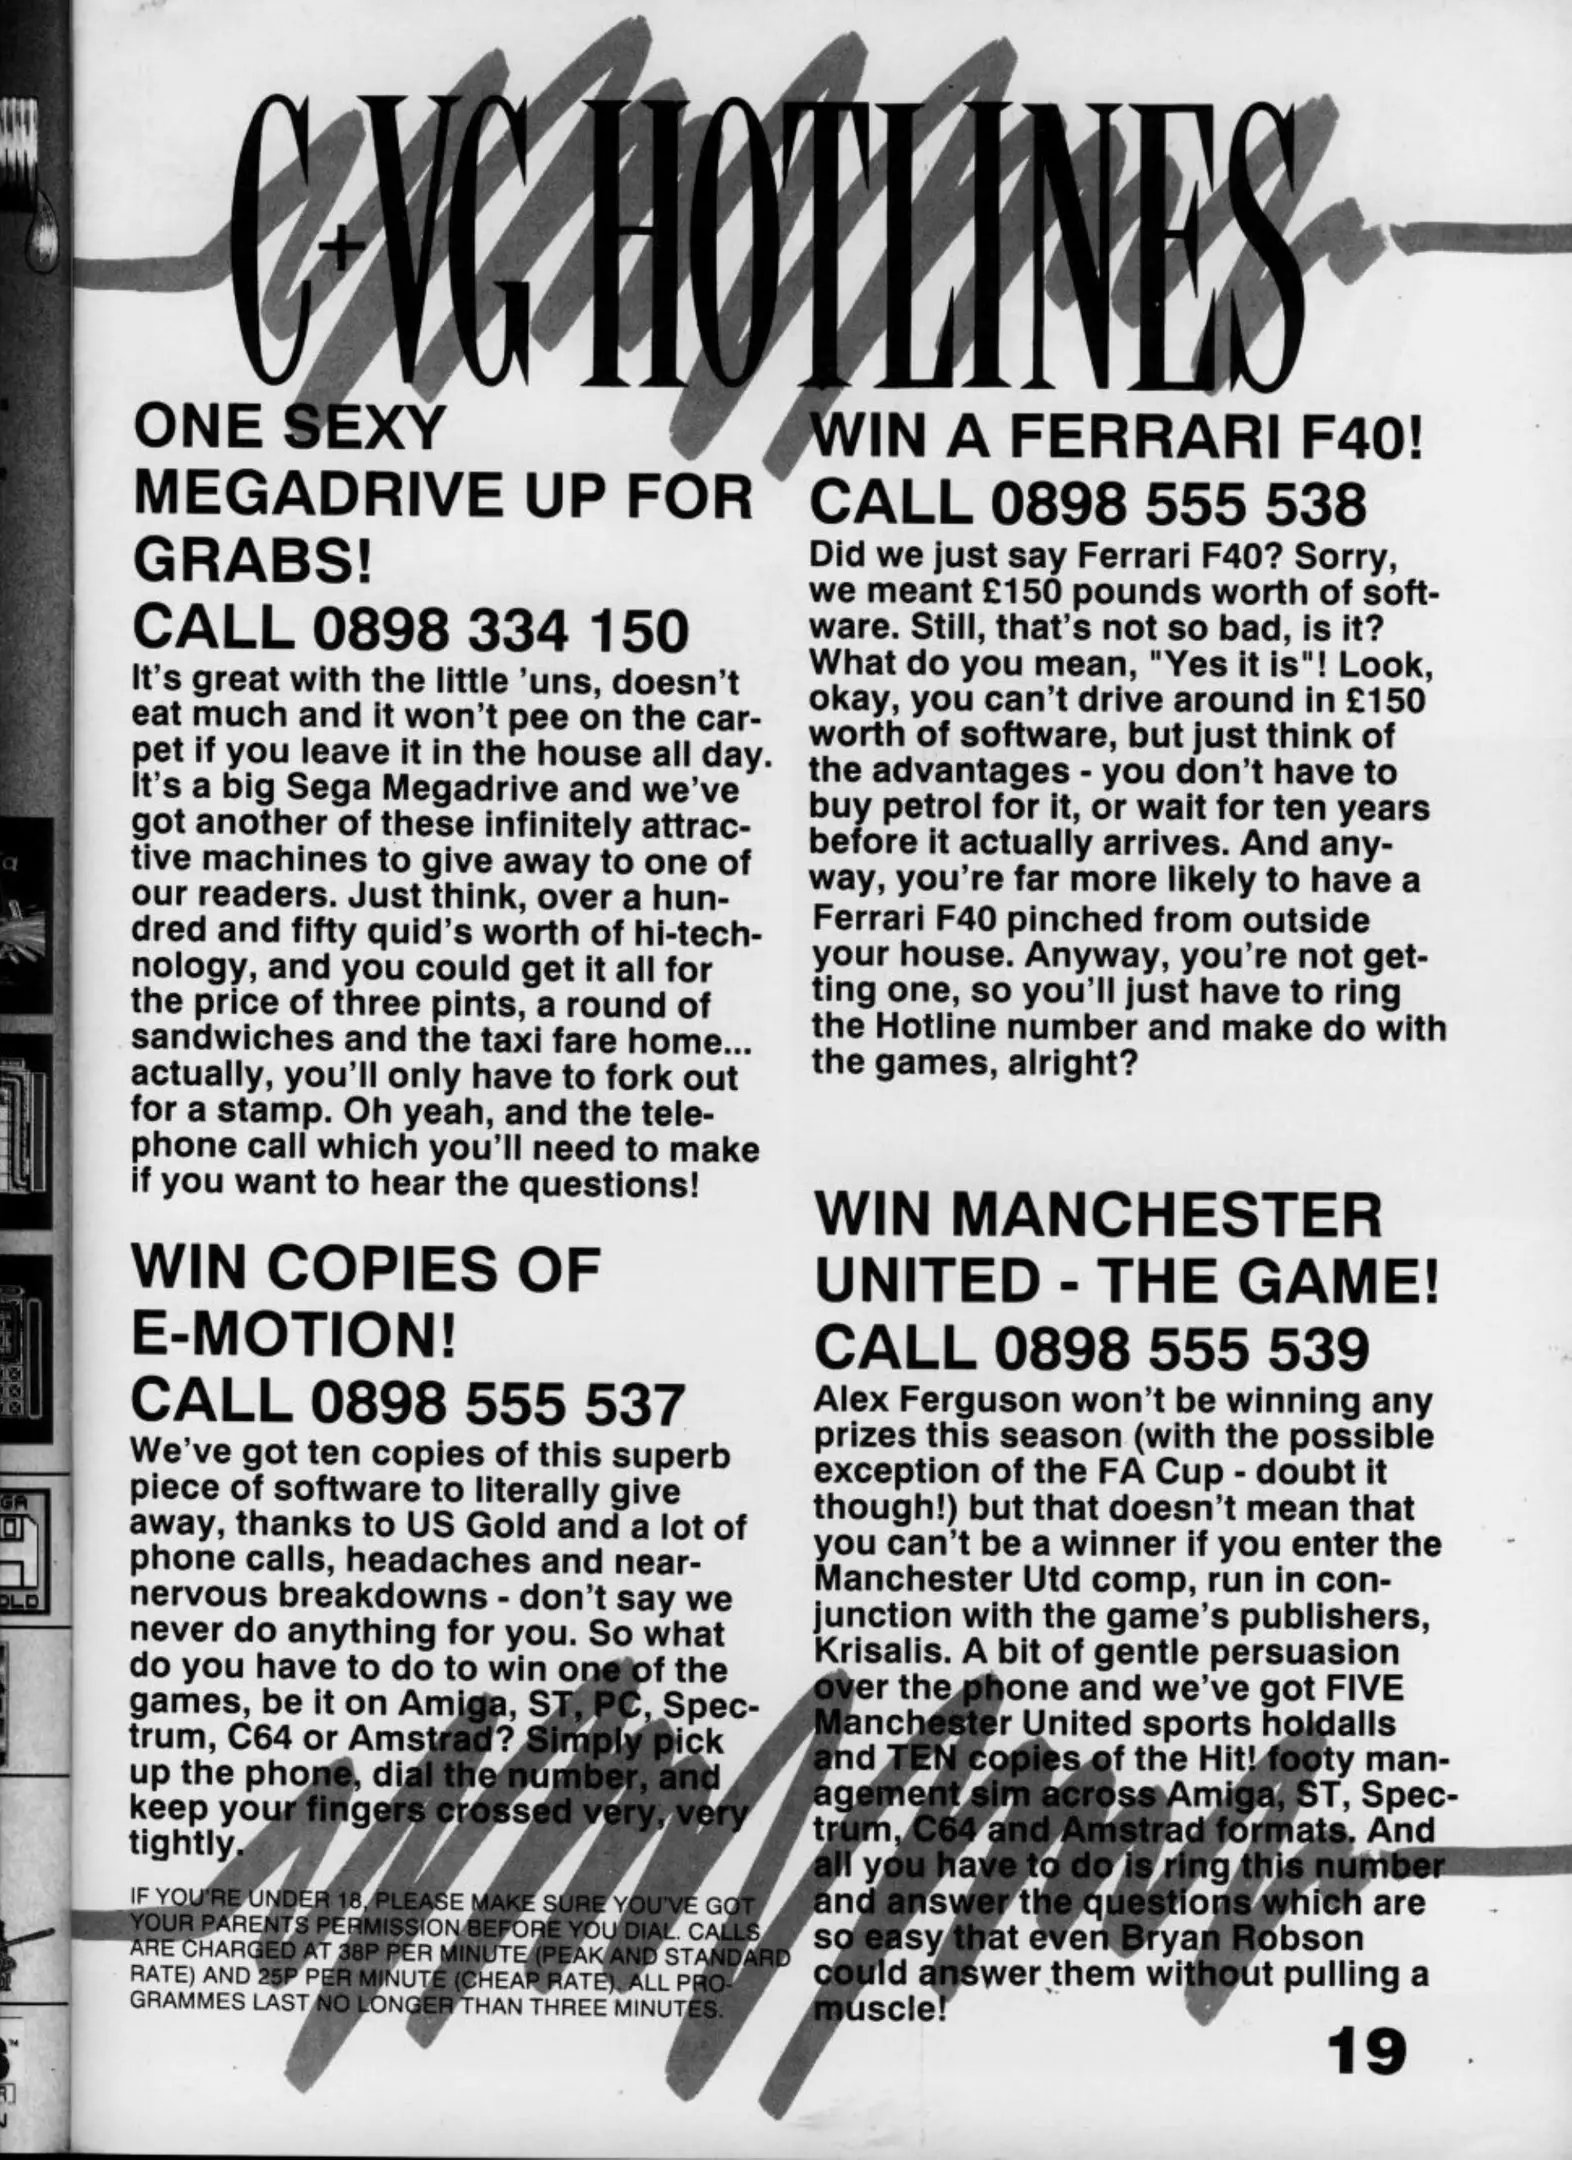 C+VG HOTLINES
ONE SEXY
MEGADRIVE UP FOR
GRABS!
CALL 0898 334 150
It's great with the little 'uns, doesn't
eat much and it won't pee on the car-
pet if you leave it in the house all day.
It's a big Sega Megadrive and we've
got another of these infinitely attrac-
tive machines to give away to one of
our readers. Just think, over a hun-
dred and fifty quid's worth of hi-tech-
nology, and you could get it all for
the price of three pints, a round of
sandwiches and the taxi fare home...
actually, you'll only have to fork out
for a stamp. Oh yeah, and the tele-
phone call which you'll need to make
if you want to hear the questions!
WIN COPIES OF
E-MOTION!
CALL 0898 555 537
We've got ten copies of this superb
piece of software to literally give
away, thanks to US Gold and a lot of
phone calls, headaches and near-
nervous breakdowns - don't say we
never do anything for you. So what
do you have to do to win one of the
games, be it on Amiga, ST, PC, Spec-
trum, C64 or Amstrad? Simply pick
up the phone, dial the number, and
keep your fingers crossed very, very
tightly.
IF YOU'RE UNDER 18, PLEASE MAKE SURE YOU'VE GOT
YOUR PARENTS PERMISSION BEFORE YOU DIAL. CALLS
ARE CHARGED AT 38P PER MINUTE (PEAK AND STANDARD
RATE) AND 25P PER MINUTE (CHEAP RATE). ALL PRO-
GRAMMES LAST NO LONGER THAN THREE MINUTES.
WIN A FERRARI F40!
CALL 0898 555 538
Did we just say Ferrari F40? Sorry,
we meant £150 pounds worth of soft-
ware. Still, that's not so bad, is it?
What do you mean, "Yes it is"! Look,
okay, you can't drive around in £150
worth of software, but just think of
the advantages - you don't have to
buy petrol for it, or wait for ten years
before it actually arrives. And any-
way, you're far more likely to have a
Ferrari F40 pinched from outside
your house. Anyway, you're not get-
ting one, so you'll just have to ring
the Hotline number and make do with
the games, alright?
WIN MANCHESTER
UNITED - THE GAME!
CALL 0898 555 539
Alex Ferguson won't be winning any
prizes this season (with the possible
exception of the FA Cup - doubt it
though!) but that doesn't mean that
you can't be a winner if you enter the
Manchester Utd comp, run in con-
junction with the game's publishers,
Krisalis. A bit of gentle persuasion
over the phone and we've got FIVE
Manchester United sports holdalls
and TEN copies of the Hit! footy man-
agement sim across Amiga, ST, Spec-
trum, C64 and Amstrad formats. And
all you have to do is ring this number
and answer the questions which are
so easy that even Bryan Robson
could answer them without pulling a
muscle!
19